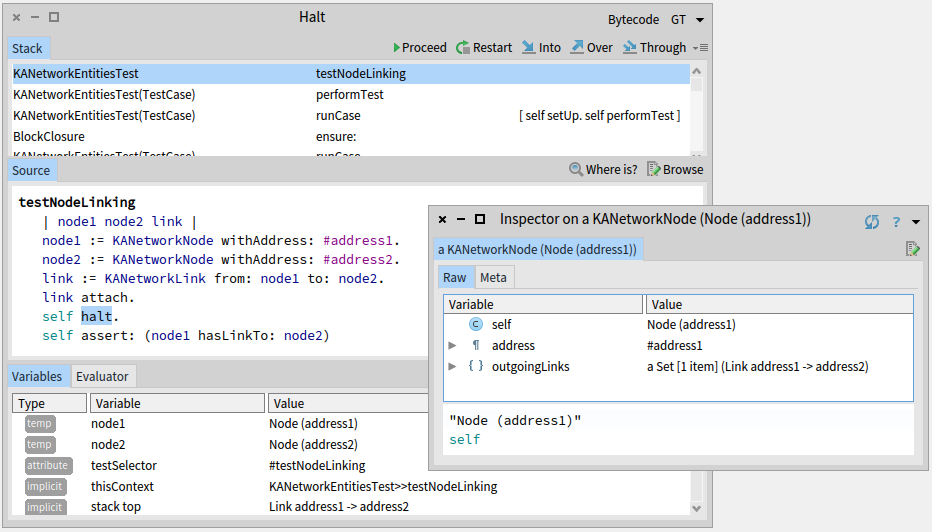 Halt
Bytecode GT
Stack
Proceed Restart Into Over Through
KANetworkEntitiesTest testNodeLinking
KANetworkEntitiesTest(TestCase) performTest
KANetworkEntitiesTest(TestCase) runCase [ self setUp. self performTest ]
BlockClosure ensure:
KANetworkEntitiesTest(TestCase) runCase
Source Where is? Browse
testNodeLinking
| node1 node2 link |
node1 := KANetworkNode withAddress: #address1.
node2 := KANetworkNode withAddress: #address2.
link := KANetworkLink from: node1 to: node2.
link attach.
self halt.
self assert: (node1 hasLinkTo: node2)
Variables Evaluator
Type Variable Value
temp node1 Node (address1)
temp node2 Node (address2)
attribute testSelector #testNodeLinking
implicit thisContext KANetworkEntitiesTest>>testNodeLinking
implicit stack top Link address1 -> address2
Inspector on a KANetworkNode (Node (address1))
?
a KANetworkNode (Node (address1))
Raw Meta
Variable Value
C self Node (address1)
¶ address #address1
{ } outgoingLinks a Set [1 item] (Link address1 -> address2)
"Node (address1)"
self